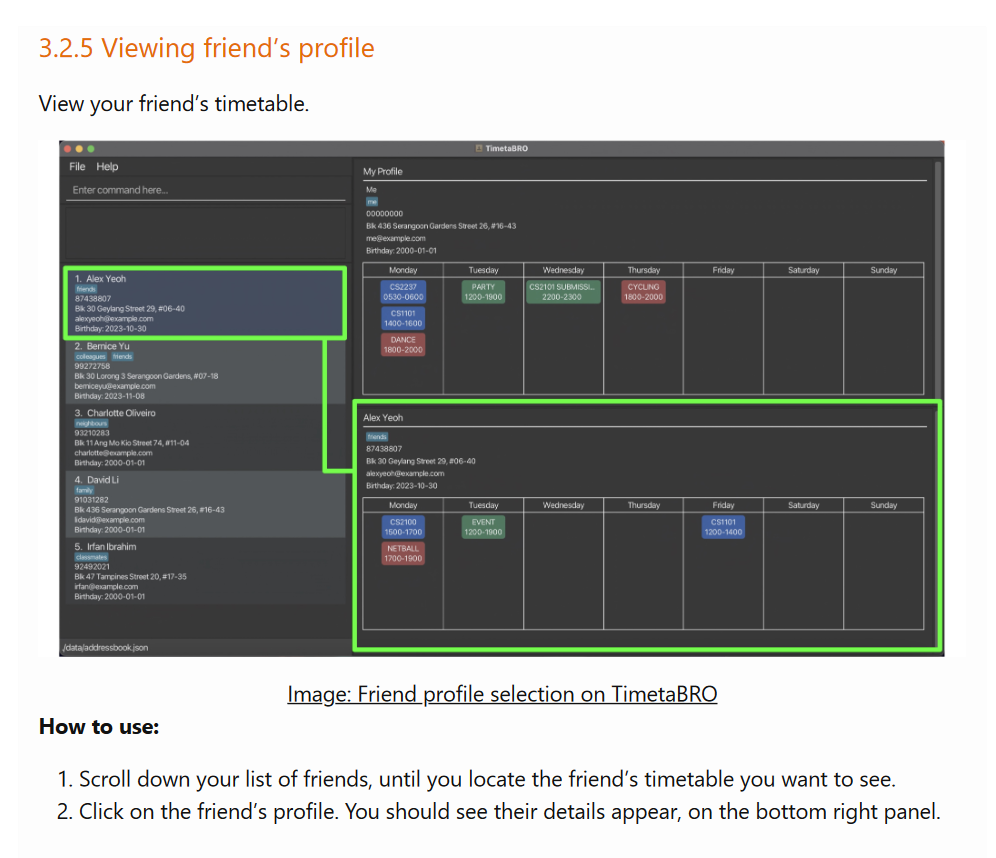 3.2.5 Viewing friend's profile
View your friend's timetable.
TimetaBRO
File Help
Enter command here...
1. Alex Yeoh
friends
87438807
Blk 30 Geylang Street 29, #06-40
alexyeoh@example.com
Birthday: 2023-10-30
2. Bernice Yu
colleagues friends
99272758
Blk 30 Lorong 3 Serangoon Gardens, #07-18
berniceyu@example.com
Birthday: 2023-11-08
3. Charlotte Oliveiro
neighbours
93210283
Blk 11 Ang Mo Kio Street 74, #11-04
charlotte@example.com
Birthday: 2000-01-01
4. David Li
family
91031282
Blk 436 Serangoon Gardens Street 26, #16-43
lidavid@example.com
Birthday: 2000-01-01
5. Irfan Ibrahim
classmates
92492021
Blk 47 Tampines Street 20, #17-35
irfan@example.com
Birthday: 2000-01-01
/data/addressbook.json
My Profile
Me
me
00000000
Blk 436 Serangoon Gardens Street 26, #16-43
me@example.com
Birthday: 2000-01-01
Monday Tuesday Wednesday Thursday Friday Saturday Sunday
CS2237 PARTY CS2101 SUBMISSI... CYCLING
0530-0600 1200-1900 2200-2300 1800-2000
CS1101
1400-1600
DANCE
1800-2000
Alex Yeoh
friends
87438807
Blk 30 Geylang Street 29, #06-40
alexyeoh@example.com
Birthday: 2023-10-30
Monday Tuesday Wednesday Thursday Friday Saturday Sunday
CS2100 EVENT CS1101
1500-1700 1200-1900 1200-1400
NETBALL
1700-1900
Image: Friend profile selection on TimetaBRO
How to use:
1. Scroll down your list of friends, until you locate the friend's timetable you want to see.
2. Click on the friend's profile. You should see their details appear, on the bottom right panel.